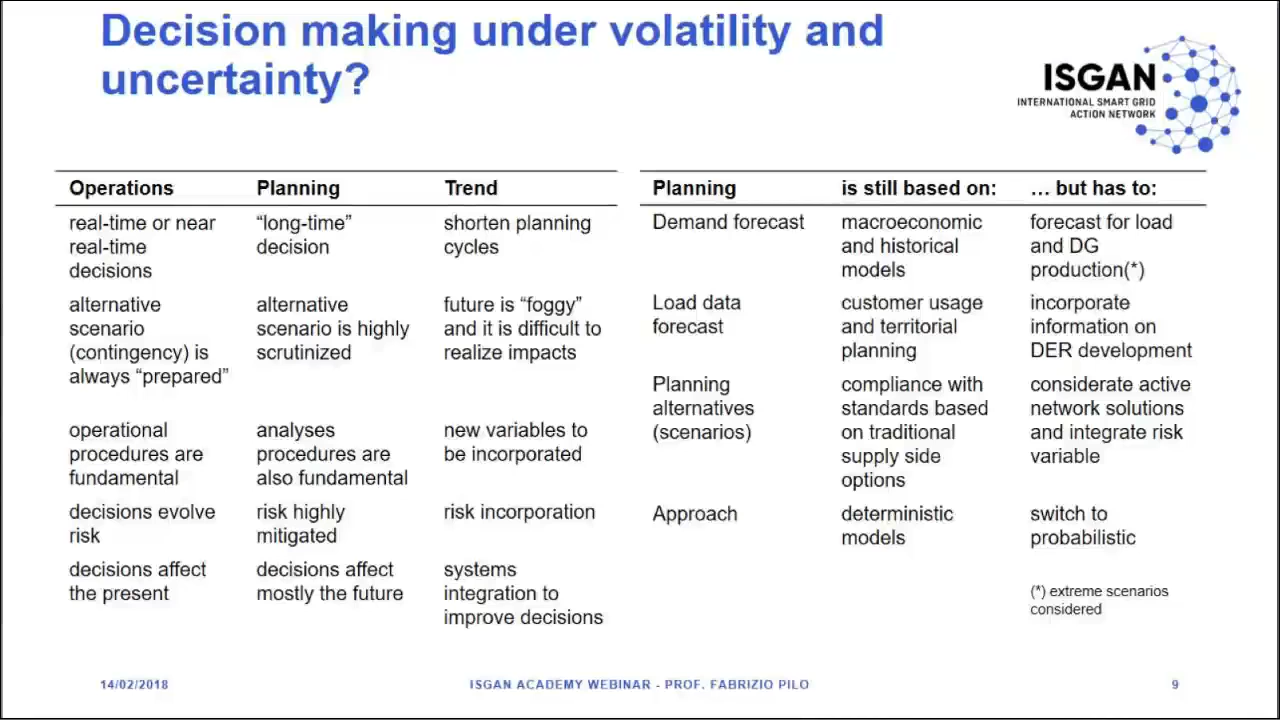 Decision making under volatility and
uncertainty?
ISGAN
INTERNATIONAL SMART GRID
ACTION NETWORK
Operations
Planning
Trend
real-time or near
real-time
decisions
“long-time”
decision
shorten planning
cycles
alternative
scenario
(contingency) is
always “prepared”
alternative
scenario is highly
scrutinized
future is “foggy”
and it is difficult to
realize impacts
operational
procedures are
fundamental
analyses
procedures are
also fundamental
new variables to
be incorporated
decisions evolve
risk
risk highly
mitigated
risk incorporation
decisions affect
the present
decisions affect
mostly the future
systems
integration to
improve decisions
Planning
is still based on:
… but has to:
Demand forecast
macroeconomic
and historical
models
forecast for load
and DG
production(*)
Load data
forecast
customer usage
and territorial
planning
incorporate
information on
DER development
Planning
alternatives
(scenarios)
compliance with
standards based
on traditional
supply side
options
considerate active
network solutions
and integrate risk
variable
Approach
deterministic
models
switch to
probabilistic
(*) extreme scenarios
considered
14/02/2018
ISGAN ACADEMY WEBINAR - PROF. FABRIZIO PILO
9